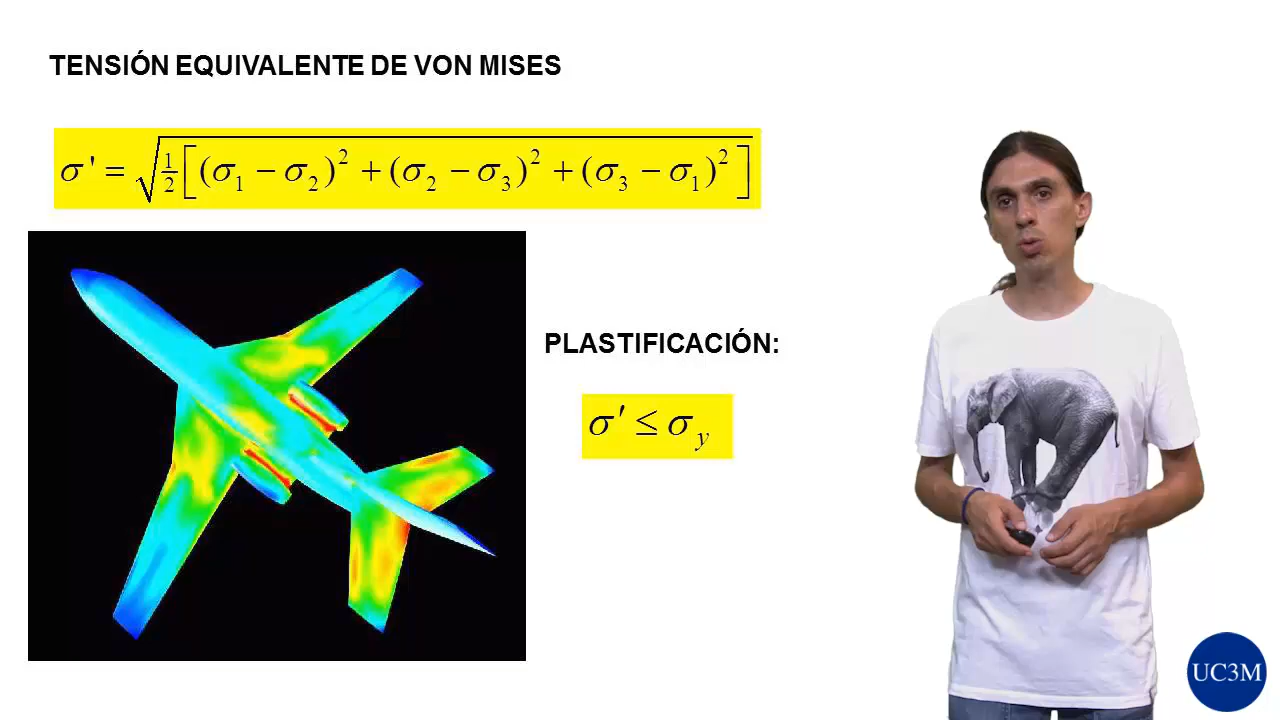 TENSIÓN EQUIVALENTE DE VON MISES
σ' = √(½[(σ₁ − σ₂)² + (σ₂ − σ₃)² + (σ₃ − σ₁)²])
PLASTIFICACIÓN:
σ' ≤ σ_y
UC3M